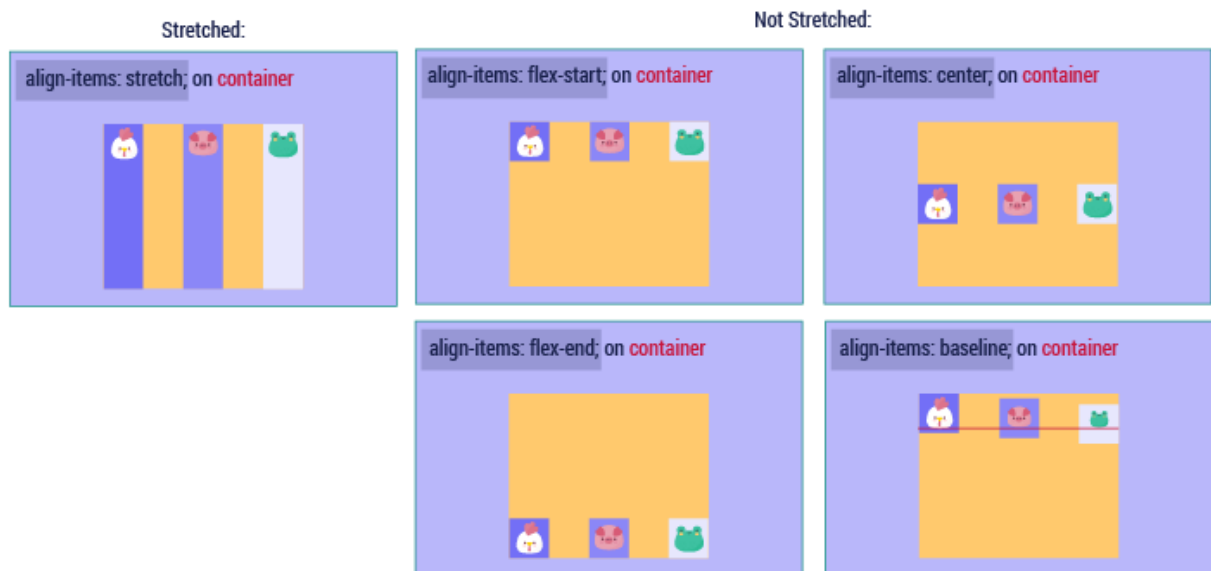 Stretched:
Not Stretched:
align-items: stretch; on container
align-items: flex-start; on container
align-items: center; on container
align-items: flex-end; on container
align-items: baseline; on container